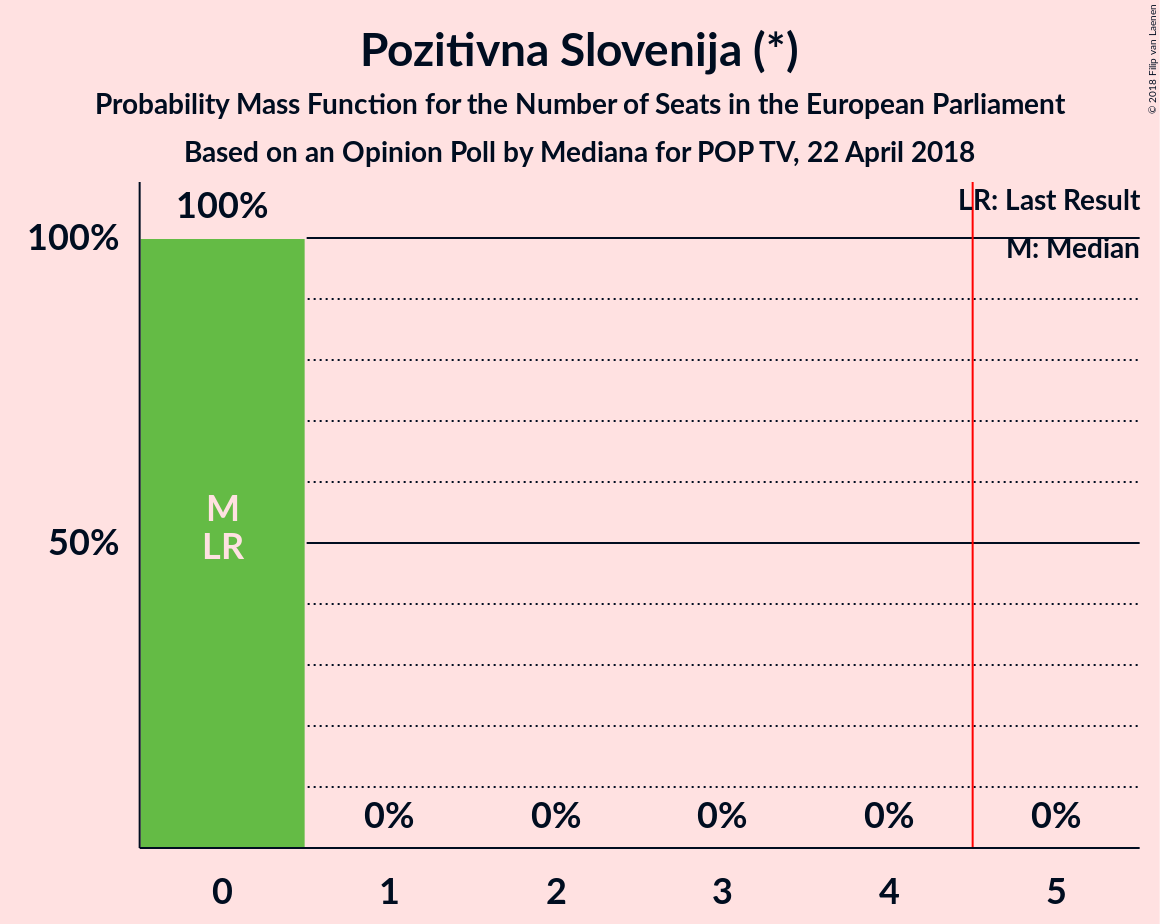 Pozitivna Slovenija (*)
Probability Mass Function for the Number of Seats in the European Parliament
Based on an Opinion Poll by Mediana for POP TV, 22 April 2018
© 2018 Filip van Laenen
LR: Last Result
M: Median
100%
100%
50%
M
LR
0% 0% 0% 0% 0%
0 1 2 3 4 5